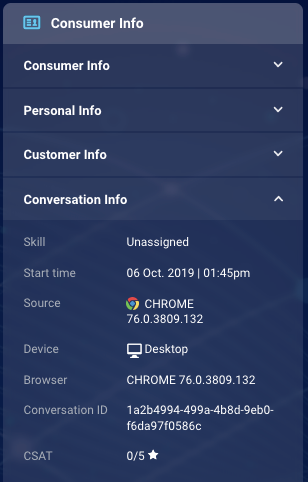 Consumer Info
Consumer Info
Personal Info
Customer Info
Conversation Info
Skill Unassigned
Start time 06 Oct. 2019 | 01:45pm
Source CHROME
76.0.3809.132
Device Desktop
Browser CHROME 76.0.3809.132
Conversation ID 1a2b4994-499a-4b8d-9eb0-
f6da97f0586c
CSAT 0/5